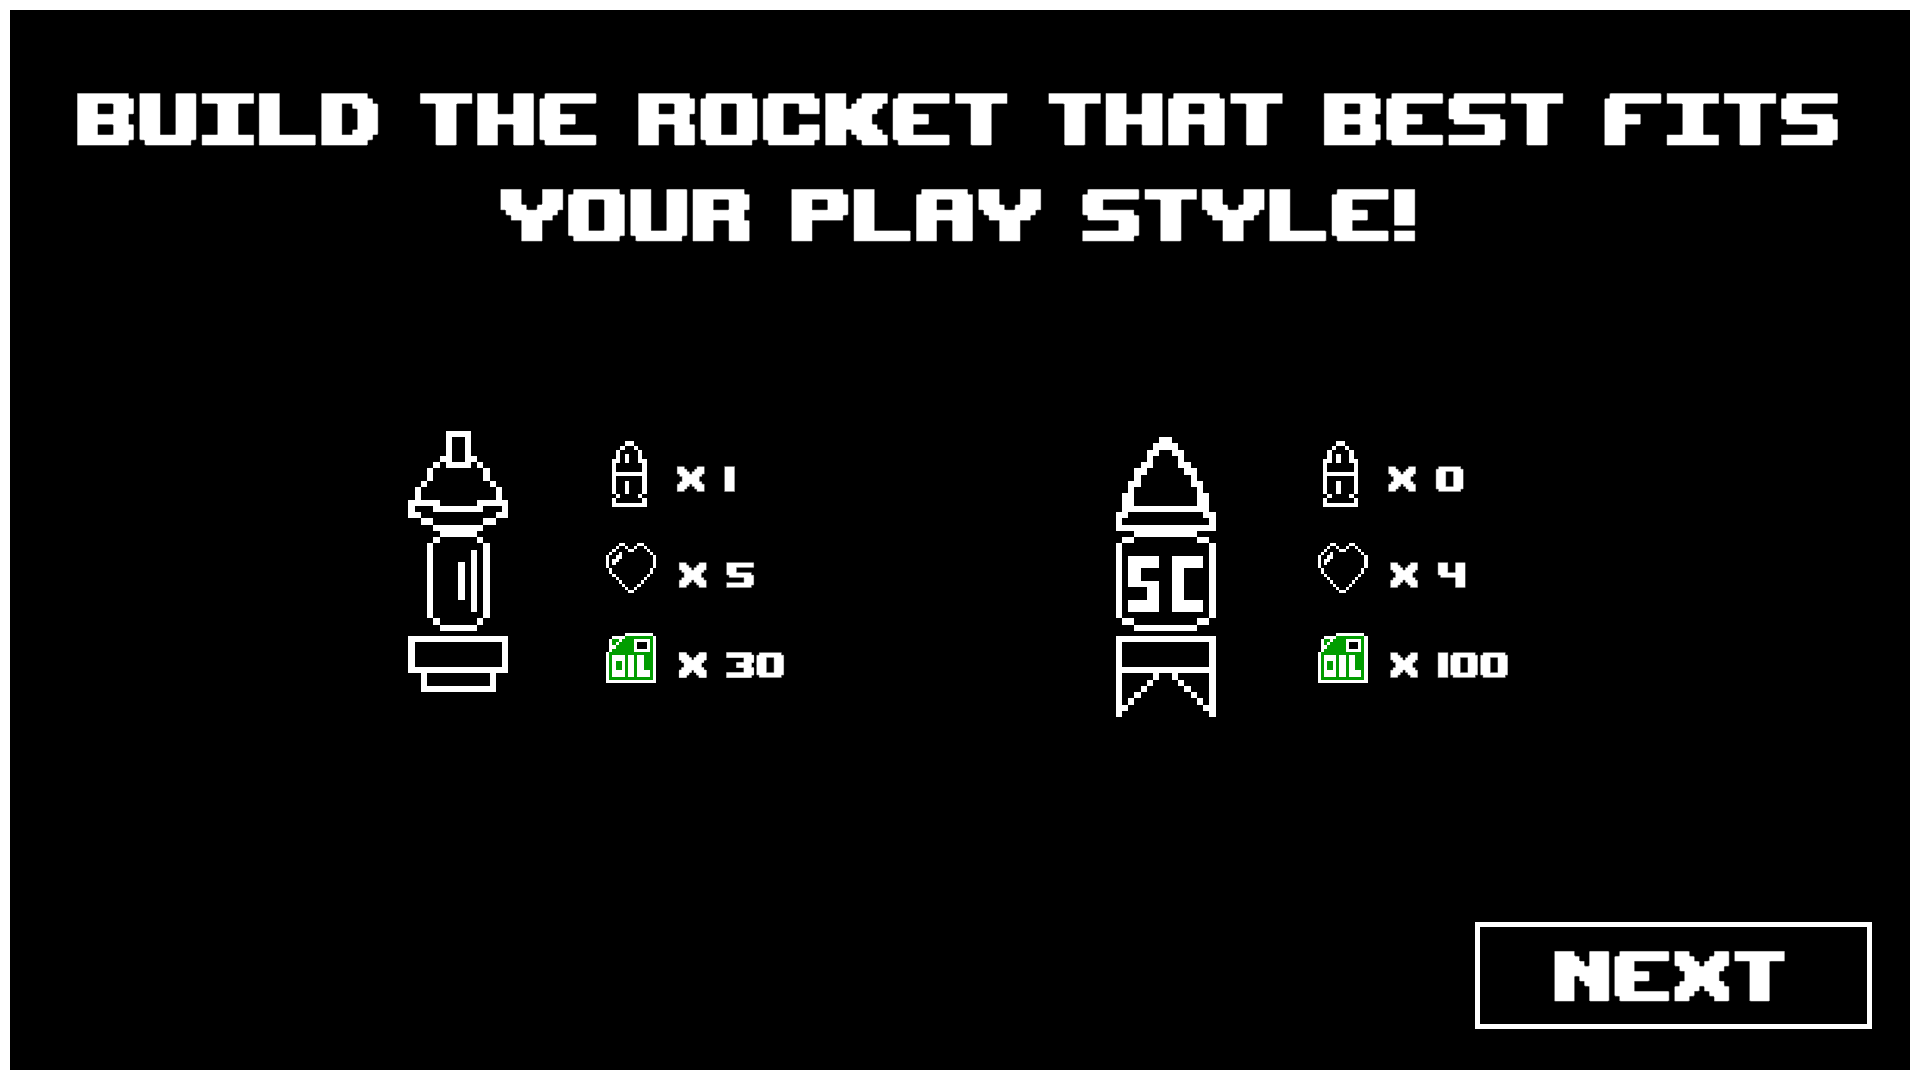 BUILD THE ROCKET THAT BEST FITS
YOUR PLAY STYLE!
X 1
X 5
OIL X 30
SC
X 0
X 4
OIL X 100
NEXT